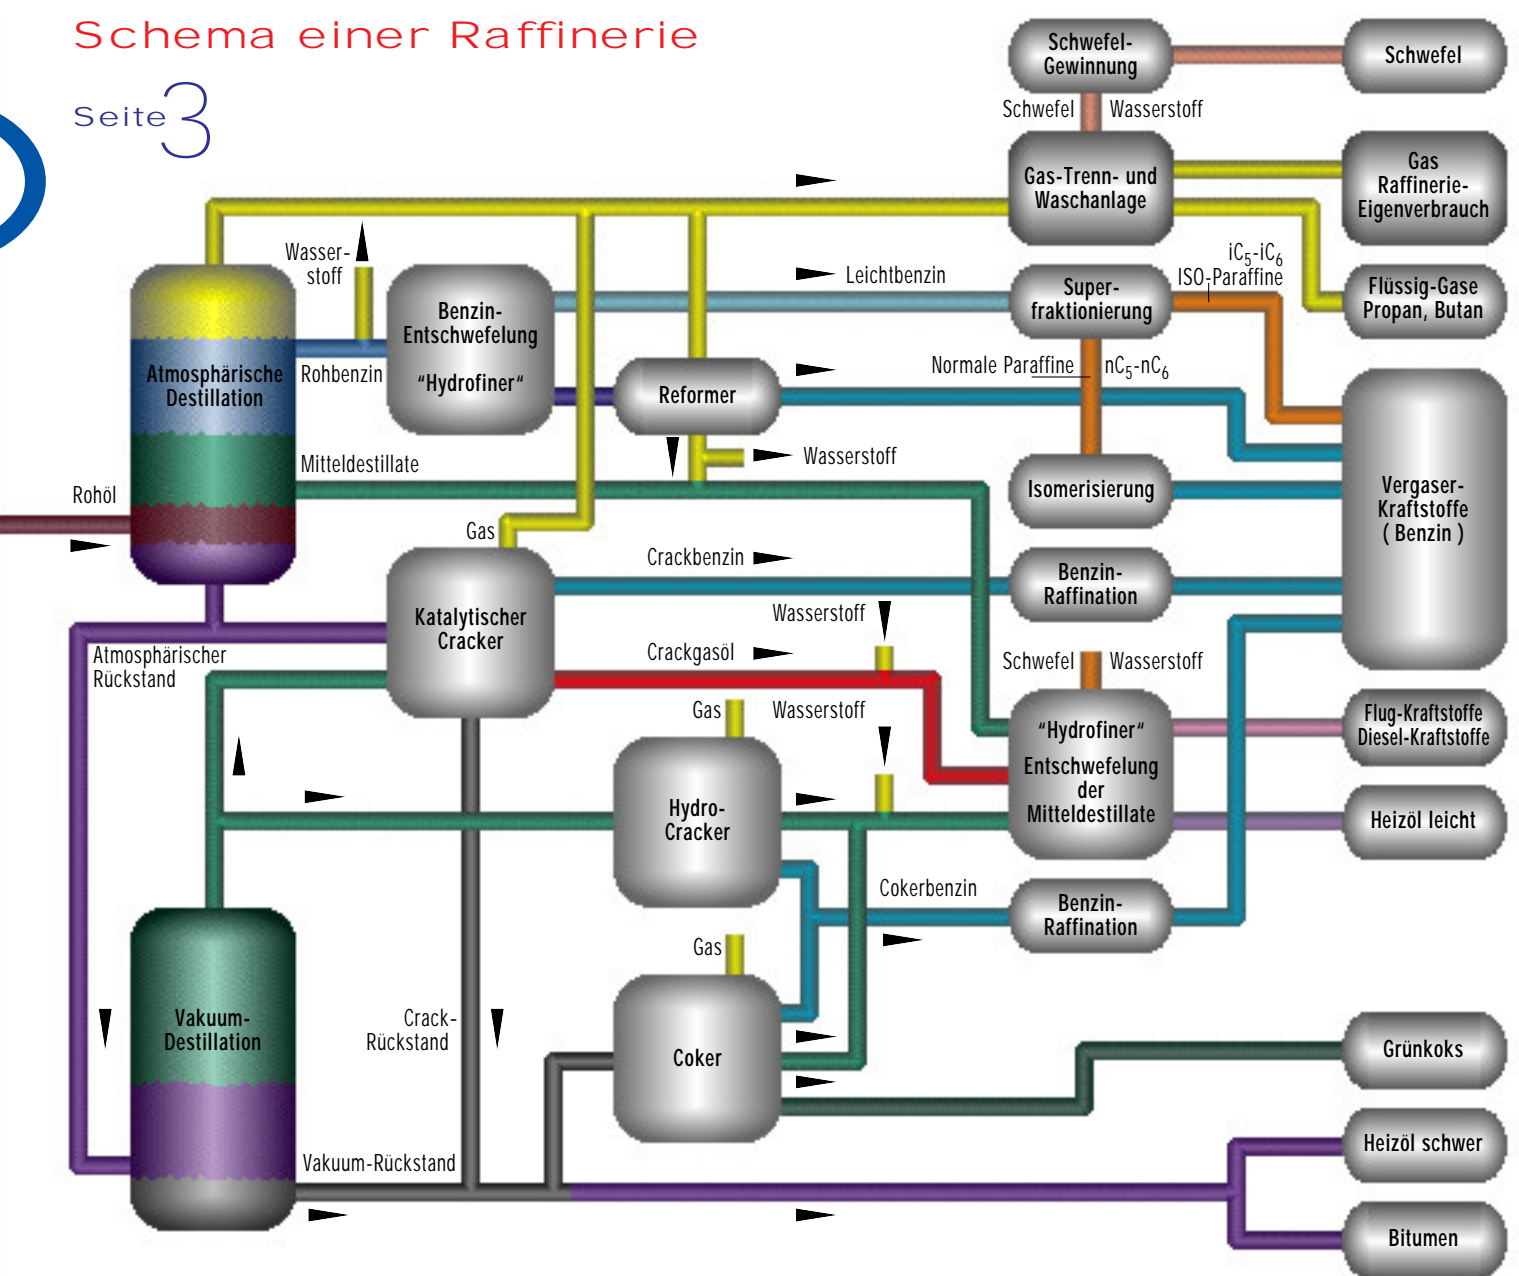 Schema einer Raffinerie
Seite 3
Schwefel-
Gewinnung
Schwefel
Schwefel
Wasserstoff
Gas-Trenn- und
Waschanlage
Gas
Raffinerie-
Eigenverbrauch
Wasser-
stoff
Leichtbenzin
iC5-iC6
ISO-Paraffine
Benzin-
Entschwefelung
“Hydrofiner“
Super-
fraktionierung
Flüssig-Gase
Propan, Butan
Atmosphärische
Destillation
Rohbenzin
Reformer
Normale Paraffine
nC5-nC6
Mitteldestillate
Wasserstoff
Rohöl
Isomerisierung
Vergaser-
Kraftstoffe
( Benzin )
Gas
Crackbenzin
Benzin-
Raffination
Katalytischer
Cracker
Wasserstoff
Crackgasöl
Atmosphärischer
Rückstand
Schwefel
Wasserstoff
Gas
Wasserstoff
“Hydrofiner“
Entschwefelung
der
Mitteldestillate
Flug-Kraftstoffe
Diesel-Kraftstoffe
Hydro-
Cracker
Heizöl leicht
Cokerbenzin
Benzin-
Raffination
Gas
Vakuum-
Destillation
Crack-
Rückstand
Coker
Grünkoks
Vakuum-Rückstand
Heizöl schwer
Bitumen